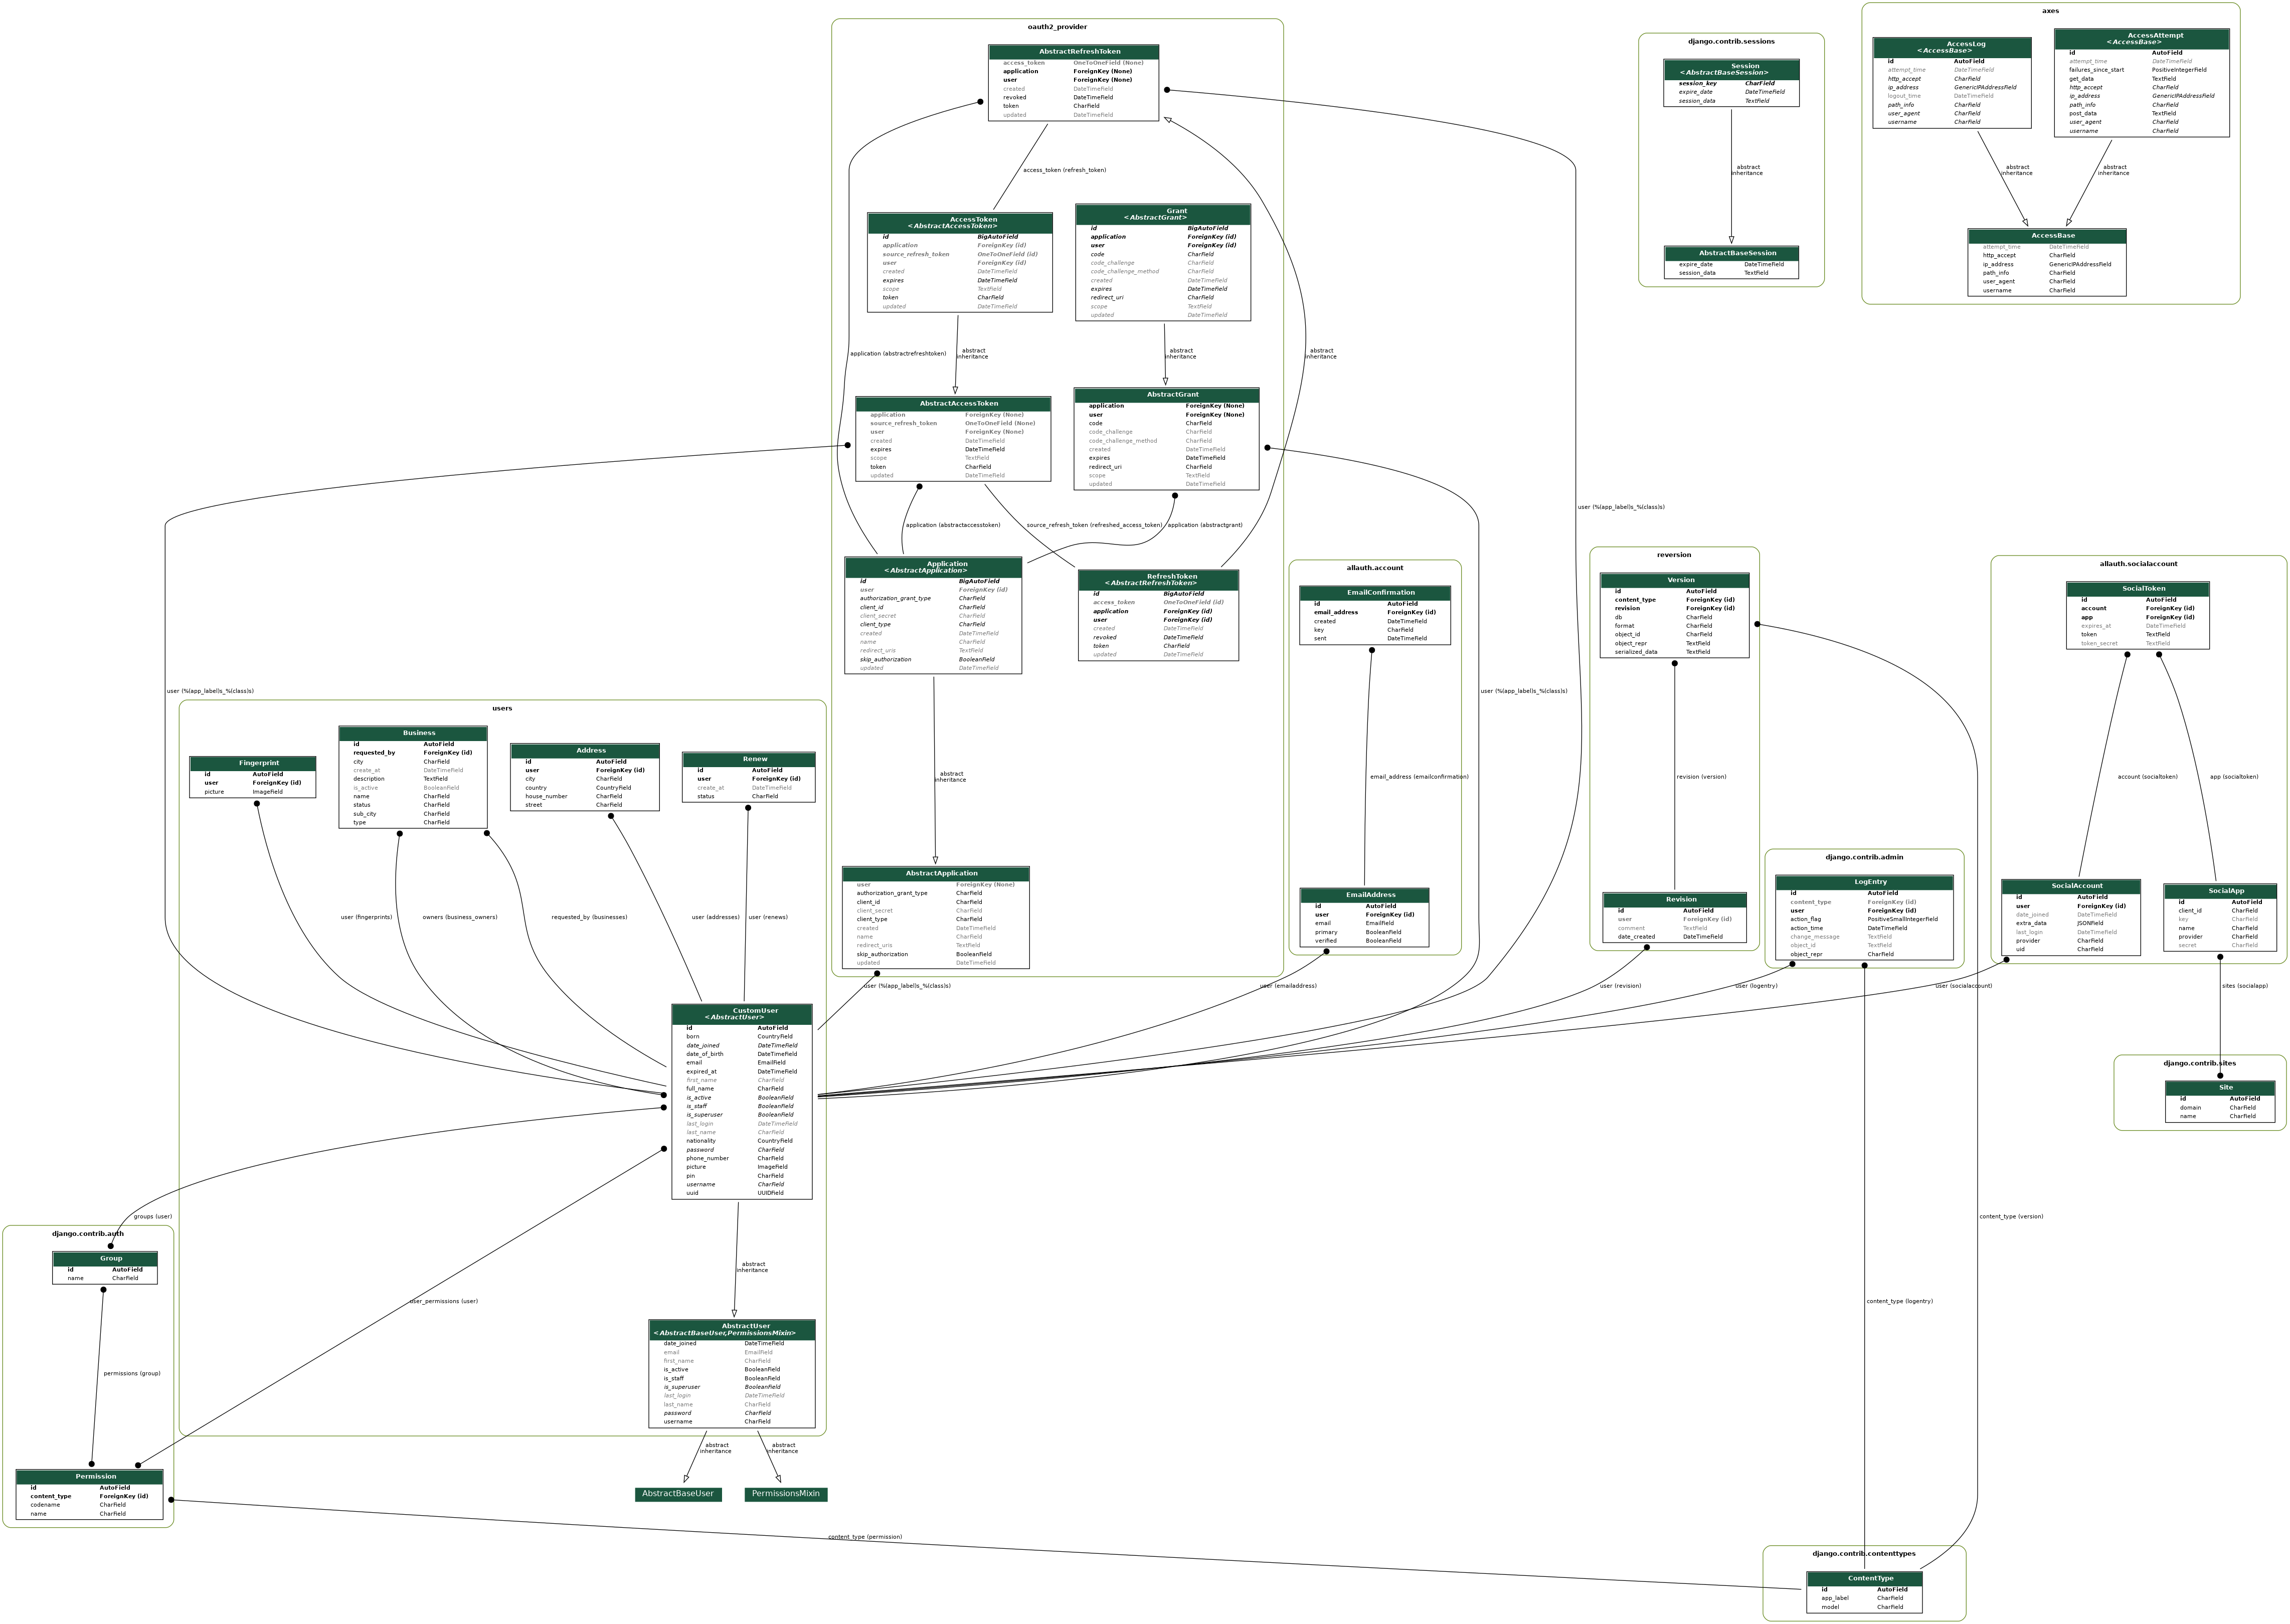 oauth2_provider
AbstractRefreshToken
access_token OneToOneField (None)
application ForeignKey (None)
user ForeignKey (None)
created DateTimeField
revoked DateTimeField
token CharField
updated DateTimeField
access_token (refresh_token)
AccessToken
<AbstractAccessToken>
id BigAutoField
application ForeignKey (id)
source_refresh_token OneToOneField (id)
user ForeignKey (id)
created DateTimeField
expires DateTimeField
scope TextField
token CharField
updated DateTimeField
Grant
<AbstractGrant>
id BigAutoField
application ForeignKey (id)
user ForeignKey (id)
code CharField
code_challenge CharField
code_challenge_method CharField
created DateTimeField
expires DateTimeField
redirect_uri CharField
scope TextField
updated DateTimeField
application (abstractrefreshtoken)
abstract
inheritance
abstract
inheritance
abstract
inheritance
AbstractAccessToken
application ForeignKey (None)
source_refresh_token OneToOneField (None)
user ForeignKey (None)
created DateTimeField
expires DateTimeField
scope TextField
token CharField
updated DateTimeField
AbstractGrant
application ForeignKey (None)
user ForeignKey (None)
code CharField
code_challenge CharField
code_challenge_method CharField
created DateTimeField
expires DateTimeField
redirect_uri CharField
scope TextField
updated DateTimeField
application (abstractaccesstoken)
source_refresh_token (refreshed_access_token)
application (abstractgrant)
Application
<AbstractApplication>
id BigAutoField
user ForeignKey (id)
authorization_grant_type CharField
client_id CharField
client_secret CharField
client_type CharField
created DateTimeField
name CharField
redirect_uris TextField
skip_authorization BooleanField
updated DateTimeField
RefreshToken
<AbstractRefreshToken>
id BigAutoField
access_token OneToOneField (id)
application ForeignKey (id)
user ForeignKey (id)
created DateTimeField
revoked DateTimeField
token CharField
updated DateTimeField
abstract
inheritance
AbstractApplication
user ForeignKey (None)
authorization_grant_type CharField
client_id CharField
client_secret CharField
client_type CharField
created DateTimeField
name CharField
redirect_uris TextField
skip_authorization BooleanField
updated DateTimeField
user (%(app_label)s_%(class)s)
django.contrib.sessions
Session
<AbstractBaseSession>
session_key CharField
expire_date DateTimeField
session_data TextField
abstract
inheritance
AbstractBaseSession
expire_date DateTimeField
session_data TextField
axes
AccessLog
<AccessBase>
id AutoField
attempt_time DateTimeField
http_accept CharField
ip_address GenericIPAddressField
logout_time DateTimeField
path_info CharField
user_agent CharField
username CharField
AccessAttempt
<AccessBase>
id AutoField
attempt_time DateTimeField
failures_since_start PositiveIntegerField
get_data TextField
http_accept CharField
ip_address GenericIPAddressField
path_info CharField
post_data TextField
user_agent CharField
username CharField
abstract
inheritance
abstract
inheritance
AccessBase
attempt_time DateTimeField
http_accept CharField
ip_address GenericIPAddressField
path_info CharField
user_agent CharField
username CharField
user (%(app_label)s_%(class)s)
user (%(app_label)s_%(class)s)
user (%(app_label)s_%(class)s)
allauth.account
EmailConfirmation
id AutoField
email_address ForeignKey (id)
created DateTimeField
key CharField
sent DateTimeField
email_address (emailconfirmation)
EmailAddress
id AutoField
user ForeignKey (id)
email EmailField
primary BooleanField
verified BooleanField
user (emailaddress)
reversion
Version
id AutoField
content_type ForeignKey (id)
revision ForeignKey (id)
db CharField
format CharField
object_id CharField
object_repr TextField
serialized_data TextField
revision (version)
Revision
id AutoField
user ForeignKey (id)
comment TextField
date_created DateTimeField
user (revision)
django.contrib.admin
LogEntry
id AutoField
content_type ForeignKey (id)
user ForeignKey (id)
action_flag PositiveSmallIntegerField
action_time DateTimeField
change_message TextField
object_id TextField
object_repr CharField
user (logentry)
allauth.socialaccount
SocialToken
id AutoField
account ForeignKey (id)
app ForeignKey (id)
expires_at DateTimeField
token TextField
token_secret TextField
account (socialtoken)
app (socialtoken)
SocialAccount
id AutoField
user ForeignKey (id)
date_joined DateTimeField
extra_data JSONField
last_login DateTimeField
provider CharField
uid CharField
SocialApp
id AutoField
client_id CharField
key CharField
name CharField
provider CharField
secret CharField
user (socialaccount)
sites (socialapp)
django.contrib.sites
Site
id AutoField
domain CharField
name CharField
users
Fingerprint
id AutoField
user ForeignKey (id)
picture ImageField
Business
id AutoField
requested_by ForeignKey (id)
city CharField
create_at DateTimeField
description TextField
is_active BooleanField
name CharField
status CharField
sub_city CharField
type CharField
Address
id AutoField
user ForeignKey (id)
city CharField
country CountryField
house_number CharField
street CharField
Renew
id AutoField
user ForeignKey (id)
create_at DateTimeField
status CharField
user (fingerprints)
owners (business_owners)
requested_by (businesses)
user (addresses)
user (renews)
CustomUser
<AbstractUser>
id AutoField
born CountryField
date_joined DateTimeField
date_of_birth DateTimeField
email EmailField
expired_at DateTimeField
first_name CharField
full_name CharField
is_active BooleanField
is_staff BooleanField
is_superuser BooleanField
last_login DateTimeField
last_name CharField
nationality CountryField
password CharField
phone_number CharField
picture ImageField
pin CharField
username CharField
uuid UUIDField
abstract
inheritance
AbstractUser
<AbstractBaseUser,PermissionsMixin>
date_joined DateTimeField
email EmailField
first_name CharField
is_active BooleanField
is_staff BooleanField
is_superuser BooleanField
last_login DateTimeField
last_name CharField
password CharField
username CharField
abstract
inheritance
abstract
inheritance
AbstractBaseUser
PermissionsMixin
groups (user)
user_permissions (user)
django.contrib.auth
Group
id AutoField
name CharField
permissions (group)
Permission
id AutoField
content_type ForeignKey (id)
codename CharField
name CharField
content_type (permission)
content_type (logentry)
content_type (version)
django.contrib.contenttypes
ContentType
id AutoField
app_label CharField
model CharField